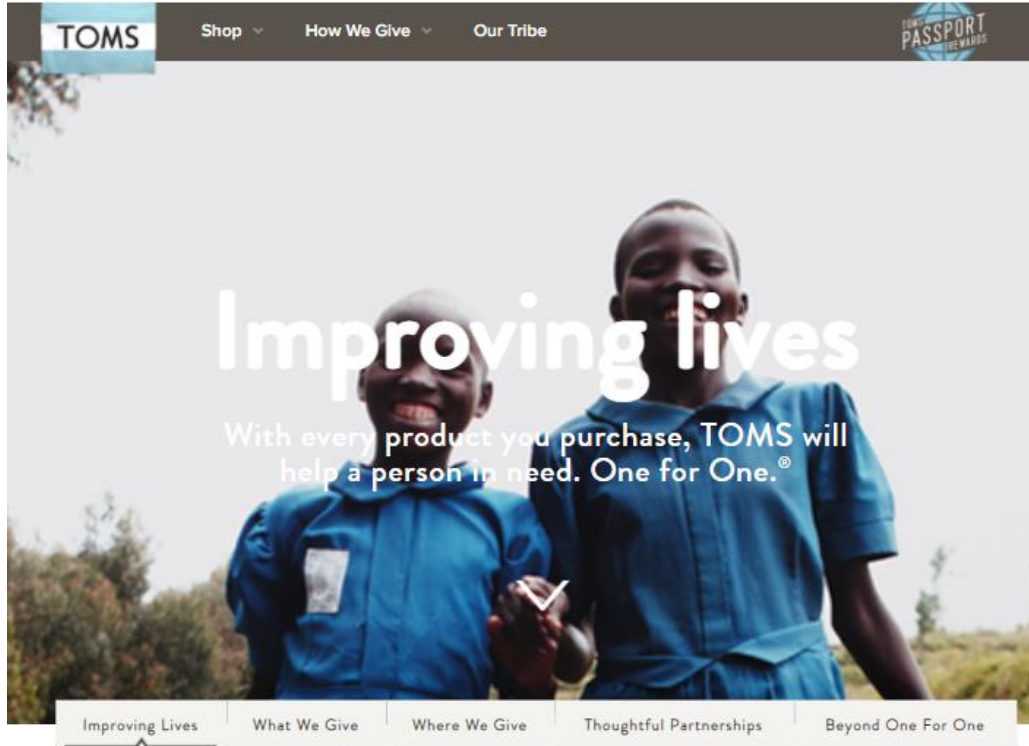 TOMS
Shop How We Give Our Tribe
TOMS
PASSPORT
REWARDS
Improving lives
With every product you purchase, TOMS will
help a person in need. One for One.®
Improving Lives What We Give Where We Give Thoughtful Partnerships Beyond One For One